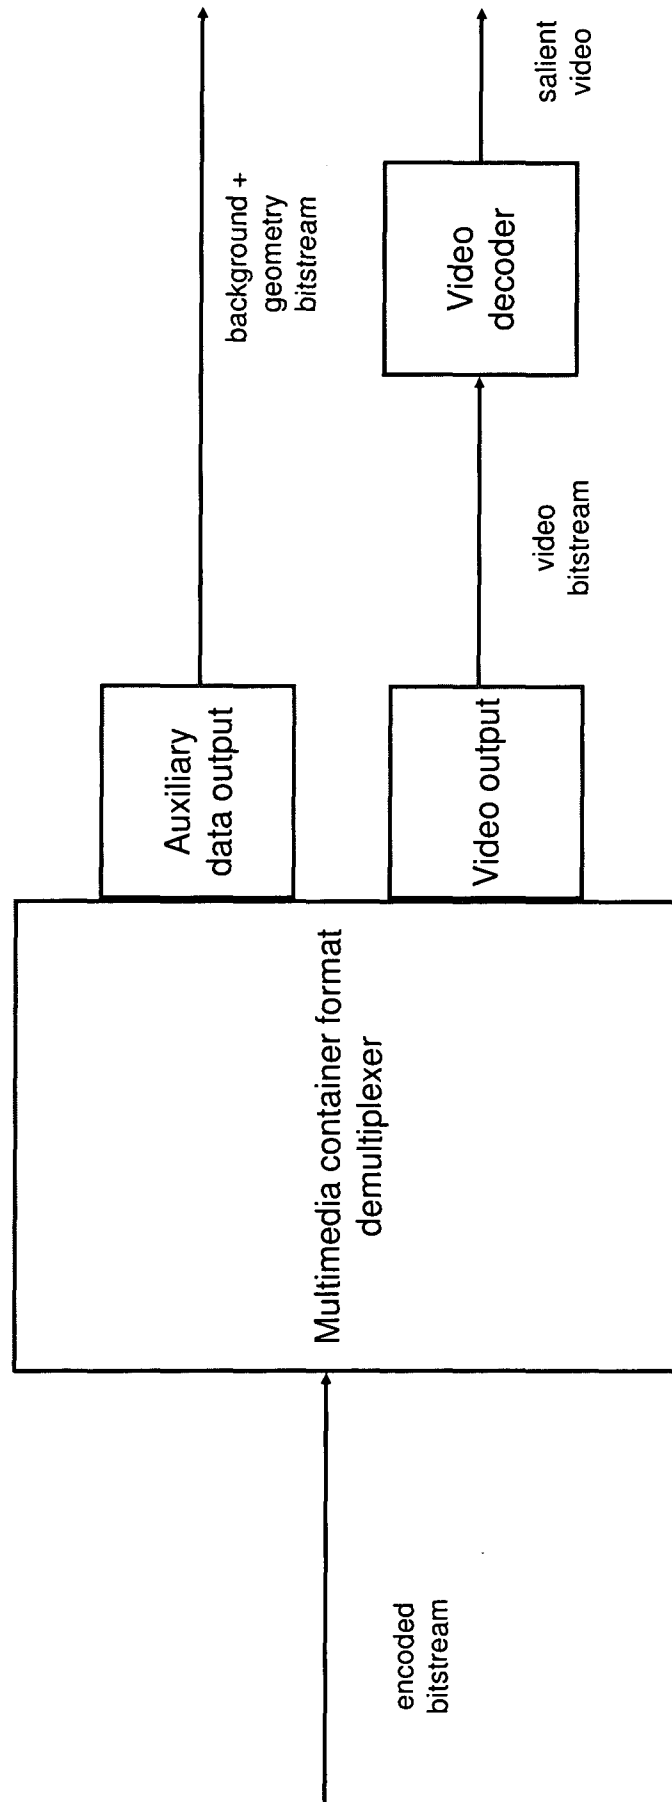 encoded
bitstream
Multimedia container format
demultiplexer
Auxiliary
data output
Video output
background +
geometry
bitstream
video
bitstream
Video
decoder
salient
video